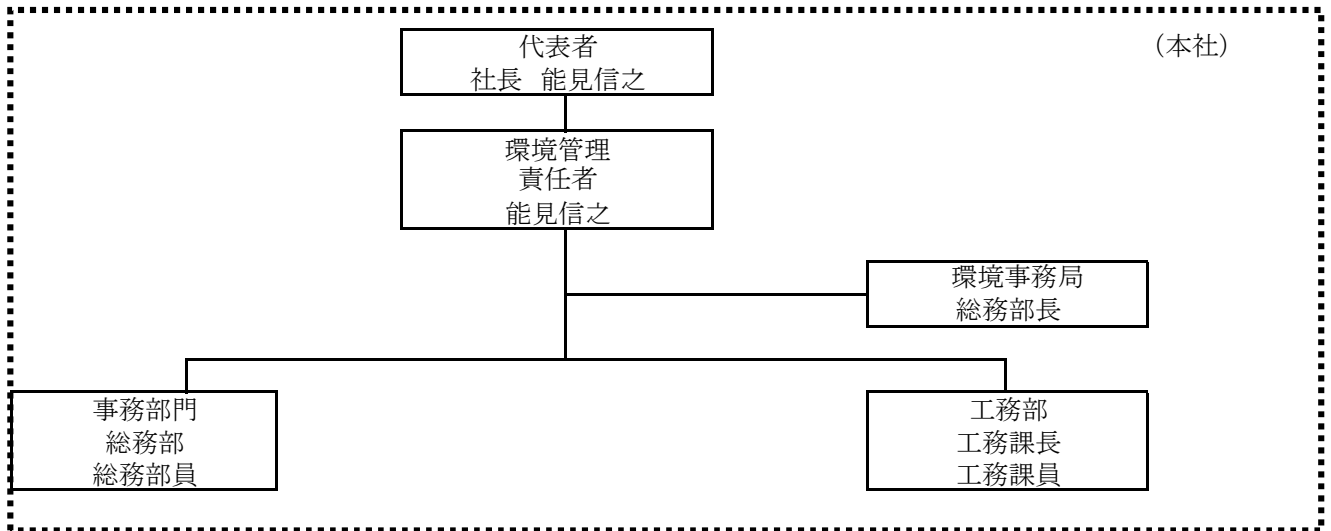 (本社)
代表者
社長 能見信之
環境管理
責任者
能見信之
環境事務局
総務部長
事務部門
総務部
総務部員
工務部
工務課長
工務課員